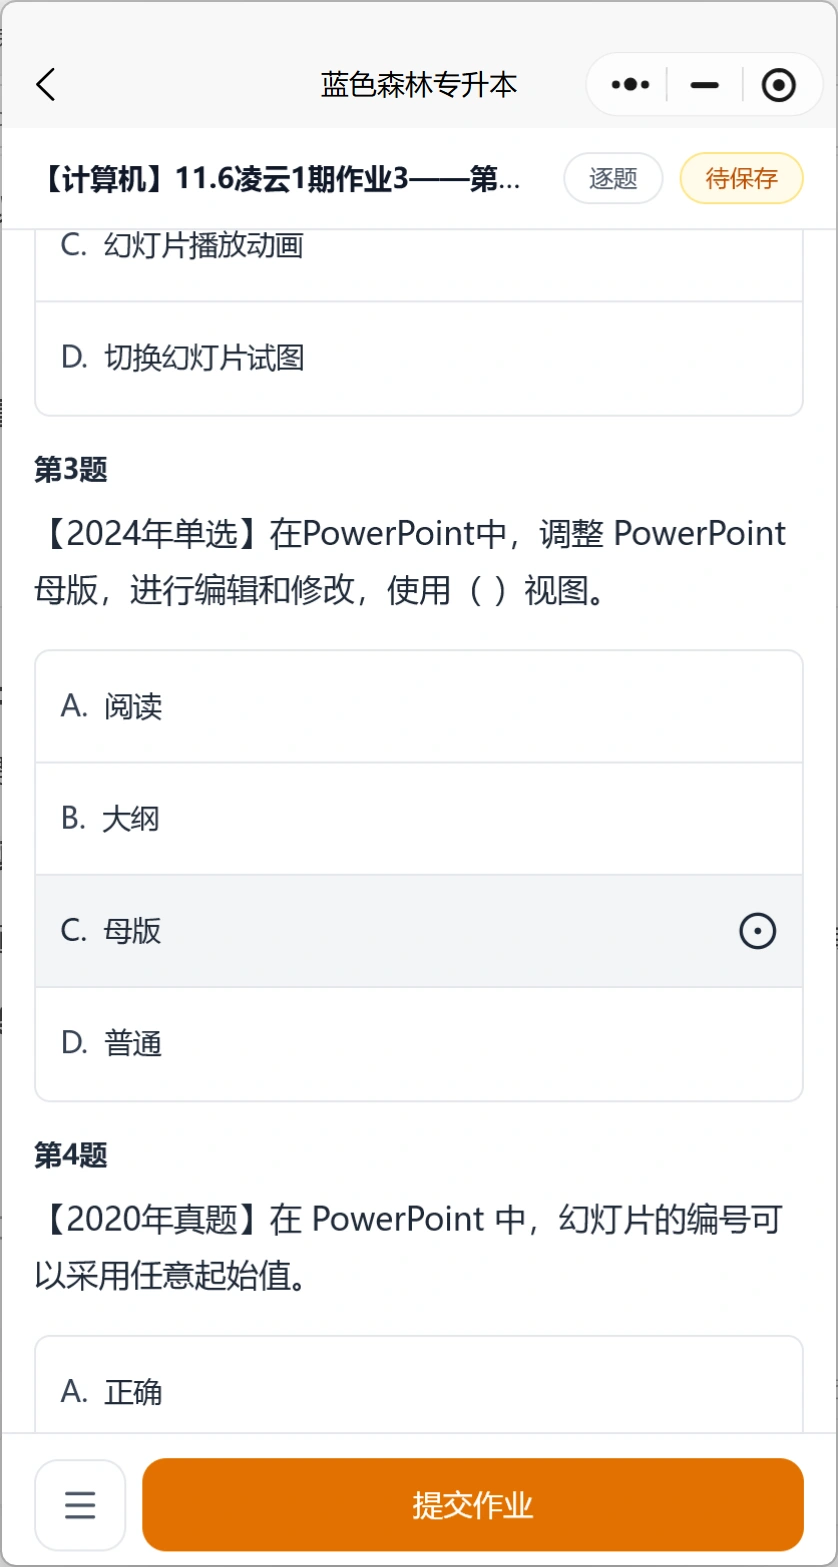 蓝色森林专升本
【计算机】11.6凌云1期作业3——第...
逐题
待保存
C. 幻灯片播放动画
D. 切换幻灯片试图
第3题
【2024年单选】在PowerPoint中，调整 PowerPoint
母版，进行编辑和修改，使用（ ）视图。
A. 阅读
B. 大纲
C. 母版
D. 普通
第4题
【2020年真题】在 PowerPoint 中，幻灯片的编号可
以采用任意起始值。
A. 正确
提交作业